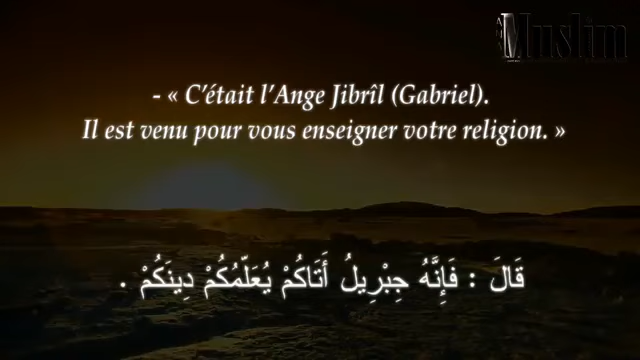 Muslim
- « C'était l'Ange Jibrîl (Gabriel).
Il est venu pour vous enseigner votre religion. »
قَالَ : فَإِنَّهُ جِبْرِيلُ أَتَاكُمْ يُعَلِّمُكُمْ دِينَكُمْ .